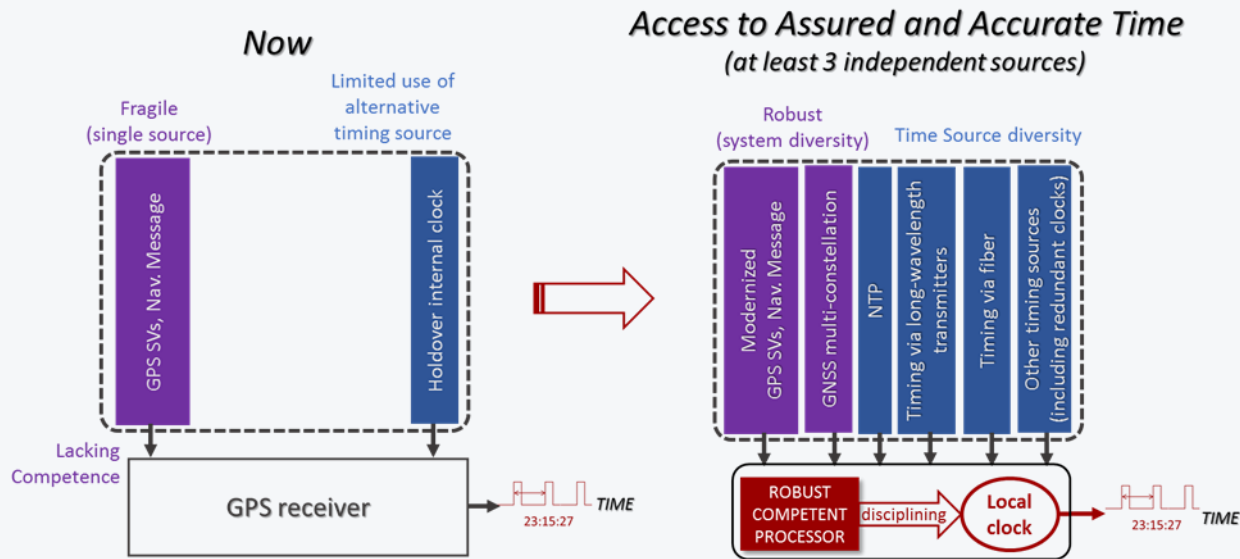 Now
Fragile
(single source)
Limited use of
alternative
timing source
GPS SVs, Nav. Message
Holdover internal clock
Lacking
Competence
GPS receiver
TIME
23:15:27
Access to Assured and Accurate Time
(at least 3 independent sources)
Robust
(system diversity)
Time Source diversity
Modernized
GPS SVs, Nav. Message
GNSS multi-constellation
NTP
Timing via long-wavelength
transmitters
Timing via fiber
Other timing sources
(including redundant clocks)
ROBUST
COMPETENT
PROCESSOR
disciplining
Local
clock
TIME
23:15:27